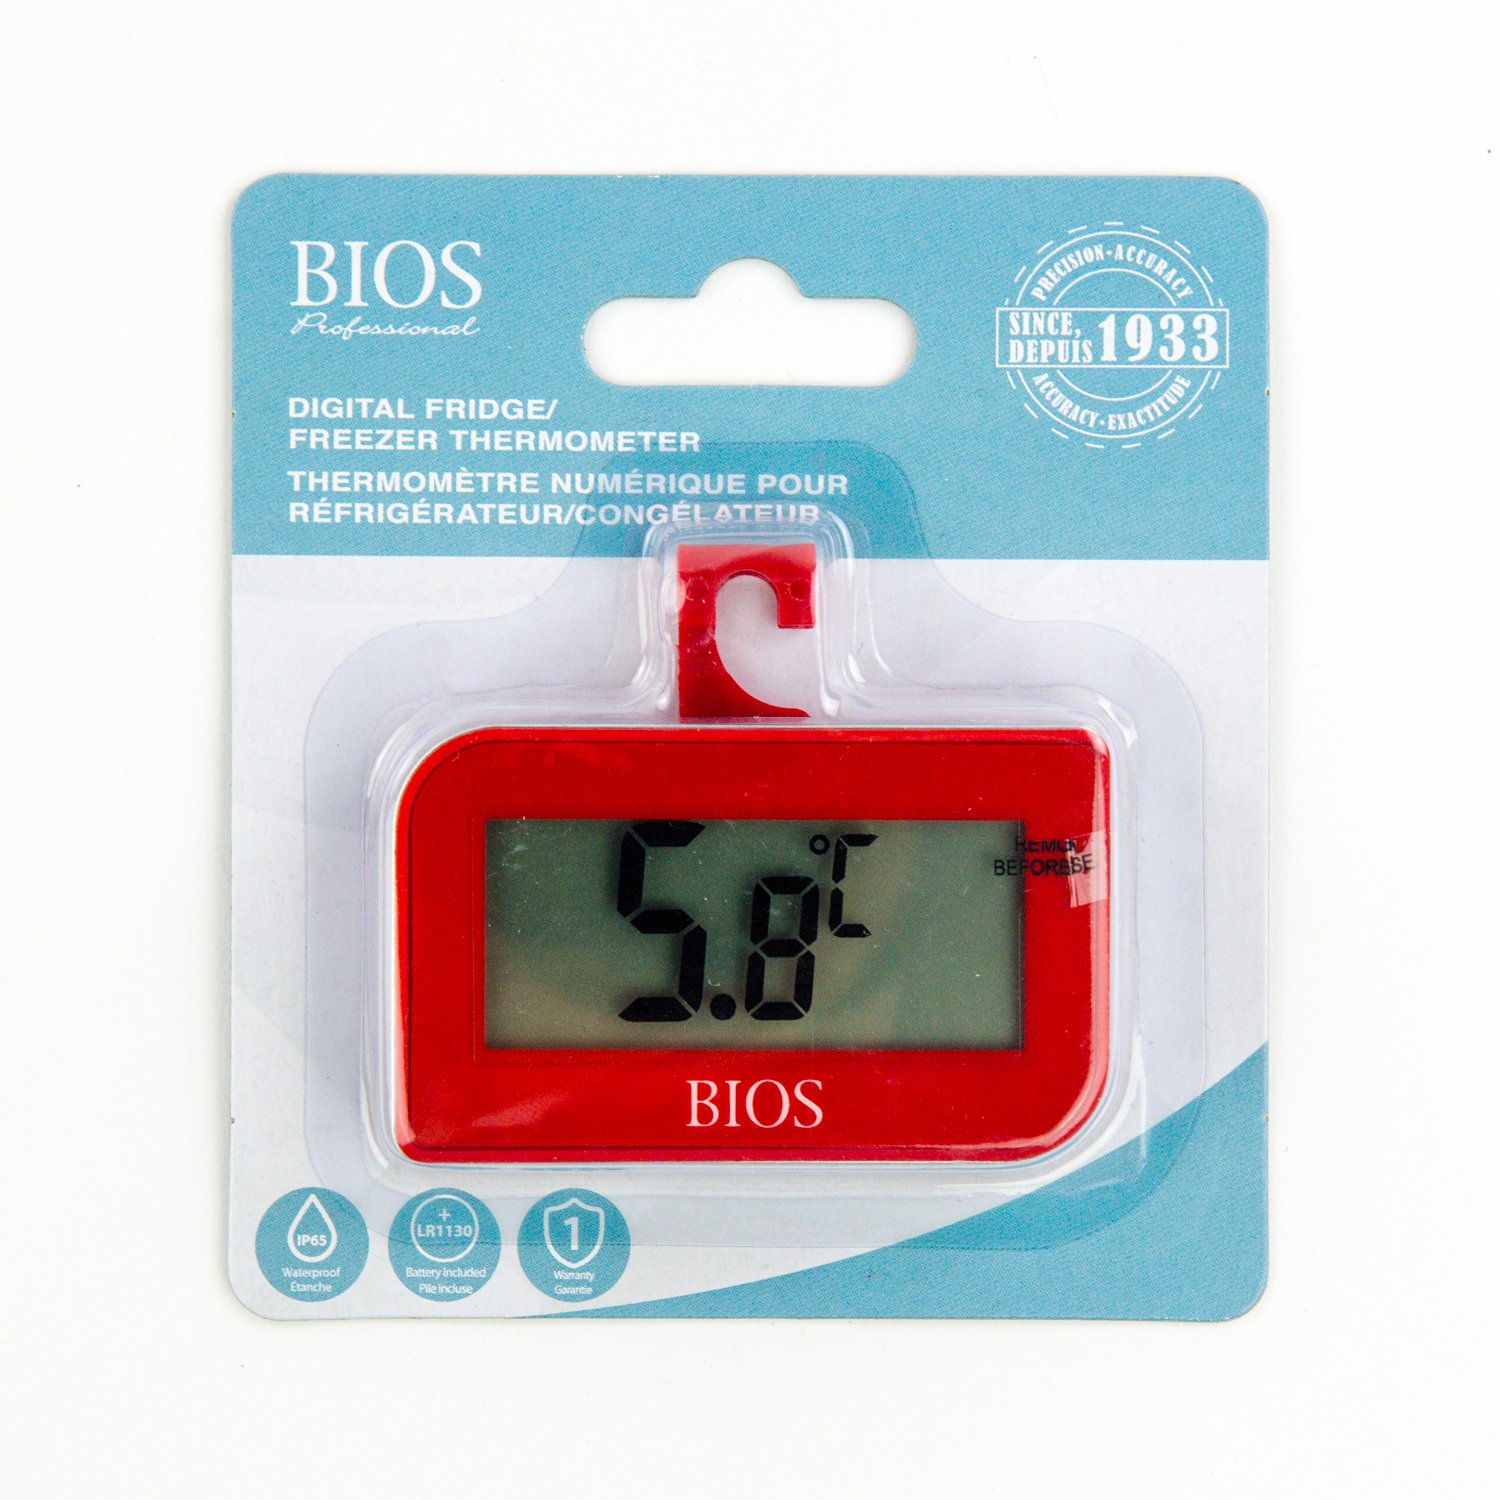 BIOS
Professional
PRECISION·ACCURACY
SINCE,
DEPUIS 1933
ACCURACY·EXACTITUDE
DIGITAL FRIDGE/
FREEZER THERMOMETER
THERMOMÈTRE NUMÉRIQUE POUR
RÉFRIGÉRATEUR/CONGÉLATEUR
5.8°C
BIOS
IP65
Waterproof
Étanche
+
LR1130
Battery Included
Pile incluse
1
Warranty
Garantie